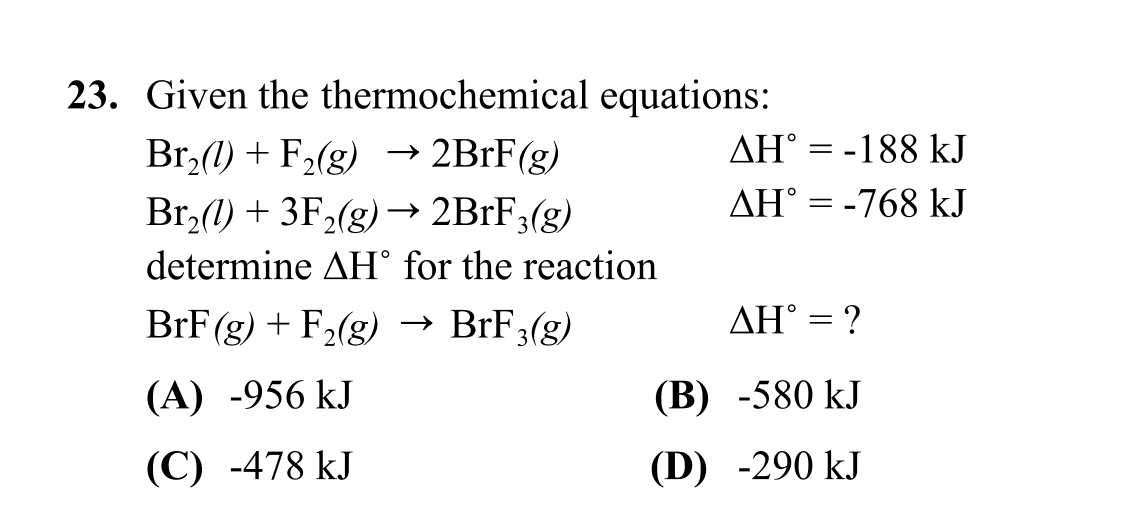 23. Given the thermochemical equations:
Br₂(l) + F₂(g) → 2BrF(g) ΔH° = -188 kJ
Br₂(l) + 3F₂(g) → 2BrF₃(g) ΔH° = -768 kJ
determine ΔH° for the reaction
BrF(g) + F₂(g) → BrF₃(g) ΔH° = ?
(A) -956 kJ (B) -580 kJ
(C) -478 kJ (D) -290 kJ